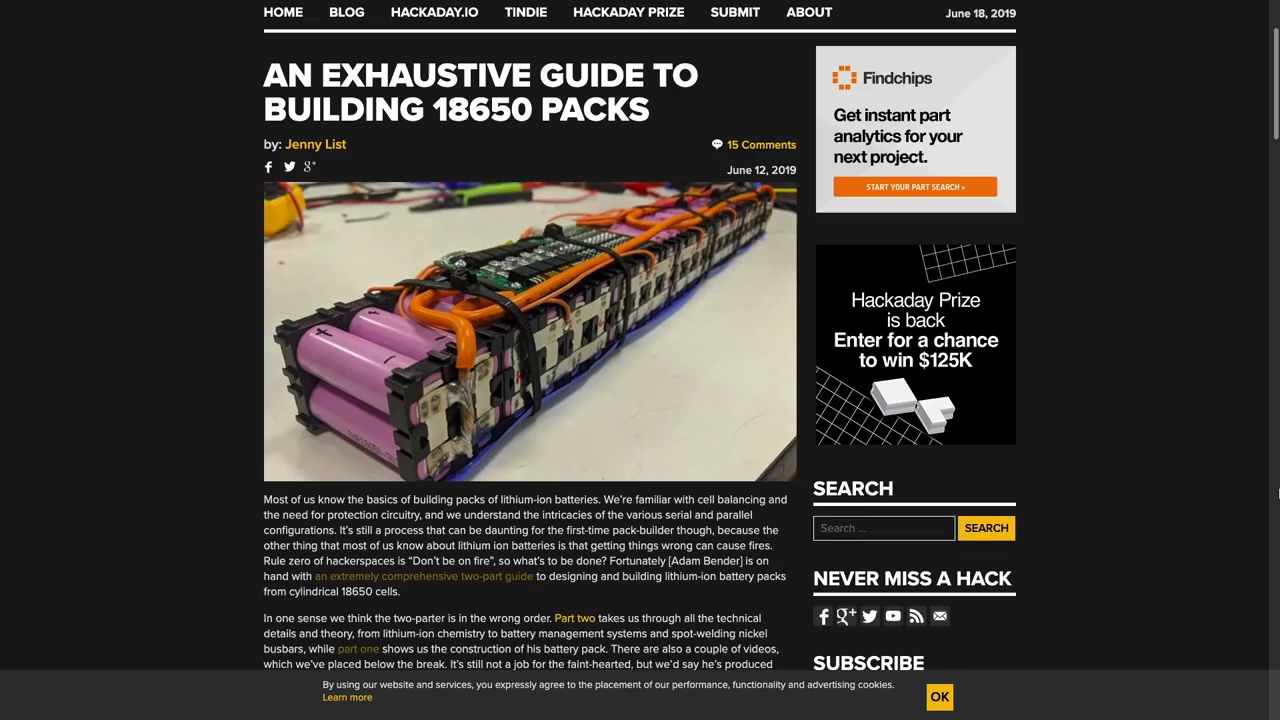 HOME BLOG HACKADAY.IO TINDIE HACKADAY PRIZE SUBMIT ABOUT
June 18, 2019
AN EXHAUSTIVE GUIDE TO
BUILDING 18650 PACKS
by: Jenny List
15 Comments
June 12, 2019
Most of us know the basics of building packs of lithium-ion batteries. We're familiar with cell balancing and
the need for protection circuitry, and we understand the intricacies of the various serial and parallel
configurations. It's still a process that can be daunting for the first-time pack-builder though, because the
other thing that most of us know about lithium ion batteries is that getting things wrong can cause fires.
Rule zero of hackerspaces is “Don't be on fire”, so what's to be done? Fortunately [Adam Bender] is on
hand with an extremely comprehensive two-part guide to designing and building lithium-ion battery packs
from cylindrical 18650 cells.
In one sense we think the two-parter is in the wrong order. Part two takes us through all the technical
details and theory, from lithium-ion chemistry to battery management systems and spot-welding nickel
busbars, while part one shows us the construction of his battery pack. There are also a couple of videos,
which we've placed below the break. It's still not a job for the faint-hearted, but we'd say he's produced
Findchips
Get instant part
analytics for your
next project.
START YOUR PART SEARCH ›
Hackaday Prize
is back
Enter for a chance
to win $125K
SEARCH
Search ...
SEARCH
NEVER MISS A HACK
SUBSCRIBE
By using our website and services, you expressly agree to the placement of our performance, functionality and advertising cookies.
Learn more
OK